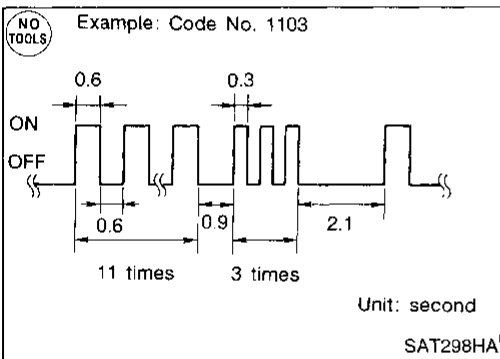 NO TOOLS
Example: Code No. 1103
0.6
0.3
ON
OFF
0.6
0.9
2.1
11 times
3 times
Unit: second
SAT298HA